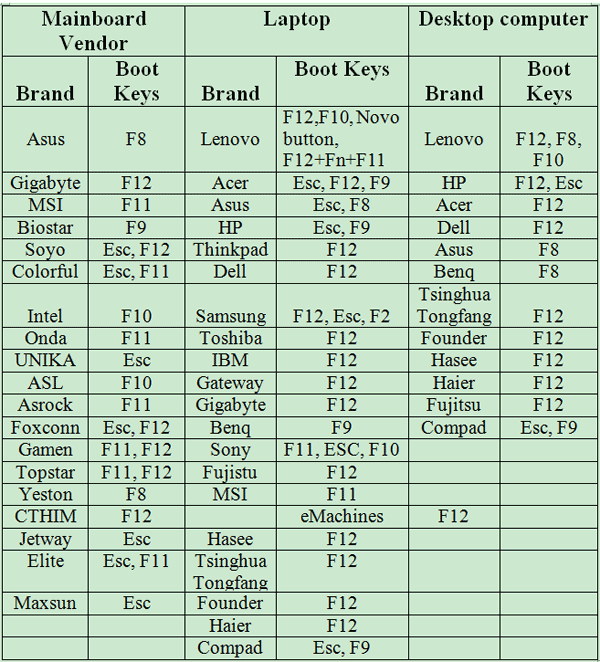 Mainboard Vendor Laptop Desktop computer
Brand Boot Keys Brand Boot Keys Brand Boot Keys
Asus F8 Lenovo F12,F10, Novo button, F12+Fn+F11 Lenovo F12, F8, F10
Gigabyte F12 Acer Esc, F12, F9 HP F12, Esc
MSI F11 Asus Esc, F8 Acer F12
Biostar F9 HP Esc, F9 Dell F12
Soyo Esc, F12 Thinkpad F12 Asus F8
Colorful Esc, F11 Dell F12 Benq F8
Intel F10 Samsung F12, Esc, F2 Tsinghua Tongfang F12
Onda F11 Toshiba F12 Founder F12
UNIKA Esc IBM F12 Hasee F12
ASL F10 Gateway F12 Haier F12
Asrock F11 Gigabyte F12 Fujitsu F12
Foxconn Esc, F12 Benq F9 Compad Esc, F9
Gamen F11, F12 Sony F11, ESC, F10
Topstar F11, F12 Fujistu F12
Yeston F8 MSI F11
CTHIM F12 eMachines F12
Jetway Esc Hasee F12
Elite Esc, F11 Tsinghua Tongfang F12
Maxsun Esc Founder F12
Haier F12
Compad Esc, F9